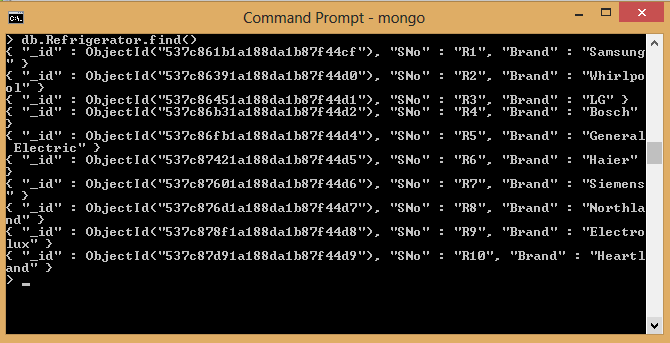 Command Prompt - mongo
> db.Refrigerator.find()
{ "_id" : ObjectId("537c861b1a188da1b87f44cf"), "SNo" : "R1", "Brand" : "Samsung
" }
{ "_id" : ObjectId("537c86391a188da1b87f44d0"), "SNo" : "R2", "Brand" : "Whirlpo
ol" }
{ "_id" : ObjectId("537c86451a188da1b87f44d1"), "SNo" : "R3", "Brand" : "LG" }
{ "_id" : ObjectId("537c86b31a188da1b87f44d2"), "SNo" : "R4", "Brand" : "Bosch"
}
{ "_id" : ObjectId("537c86fb1a188da1b87f44d4"), "SNo" : "R5", "Brand" : "General
 Electric" }
{ "_id" : ObjectId("537c87421a188da1b87f44d5"), "SNo" : "R6", "Brand" : "Haier"
}
{ "_id" : ObjectId("537c87601a188da1b87f44d6"), "SNo" : "R7", "Brand" : "Siemens
" }
{ "_id" : ObjectId("537c876d1a188da1b87f44d7"), "SNo" : "R8", "Brand" : "Northla
nd" }
{ "_id" : ObjectId("537c878f1a188da1b87f44d8"), "SNo" : "R9", "Brand" : "Electro
lux" }
{ "_id" : ObjectId("537c87d91a188da1b87f44d9"), "SNo" : "R10", "Brand" : "Heartl
and" }
> _